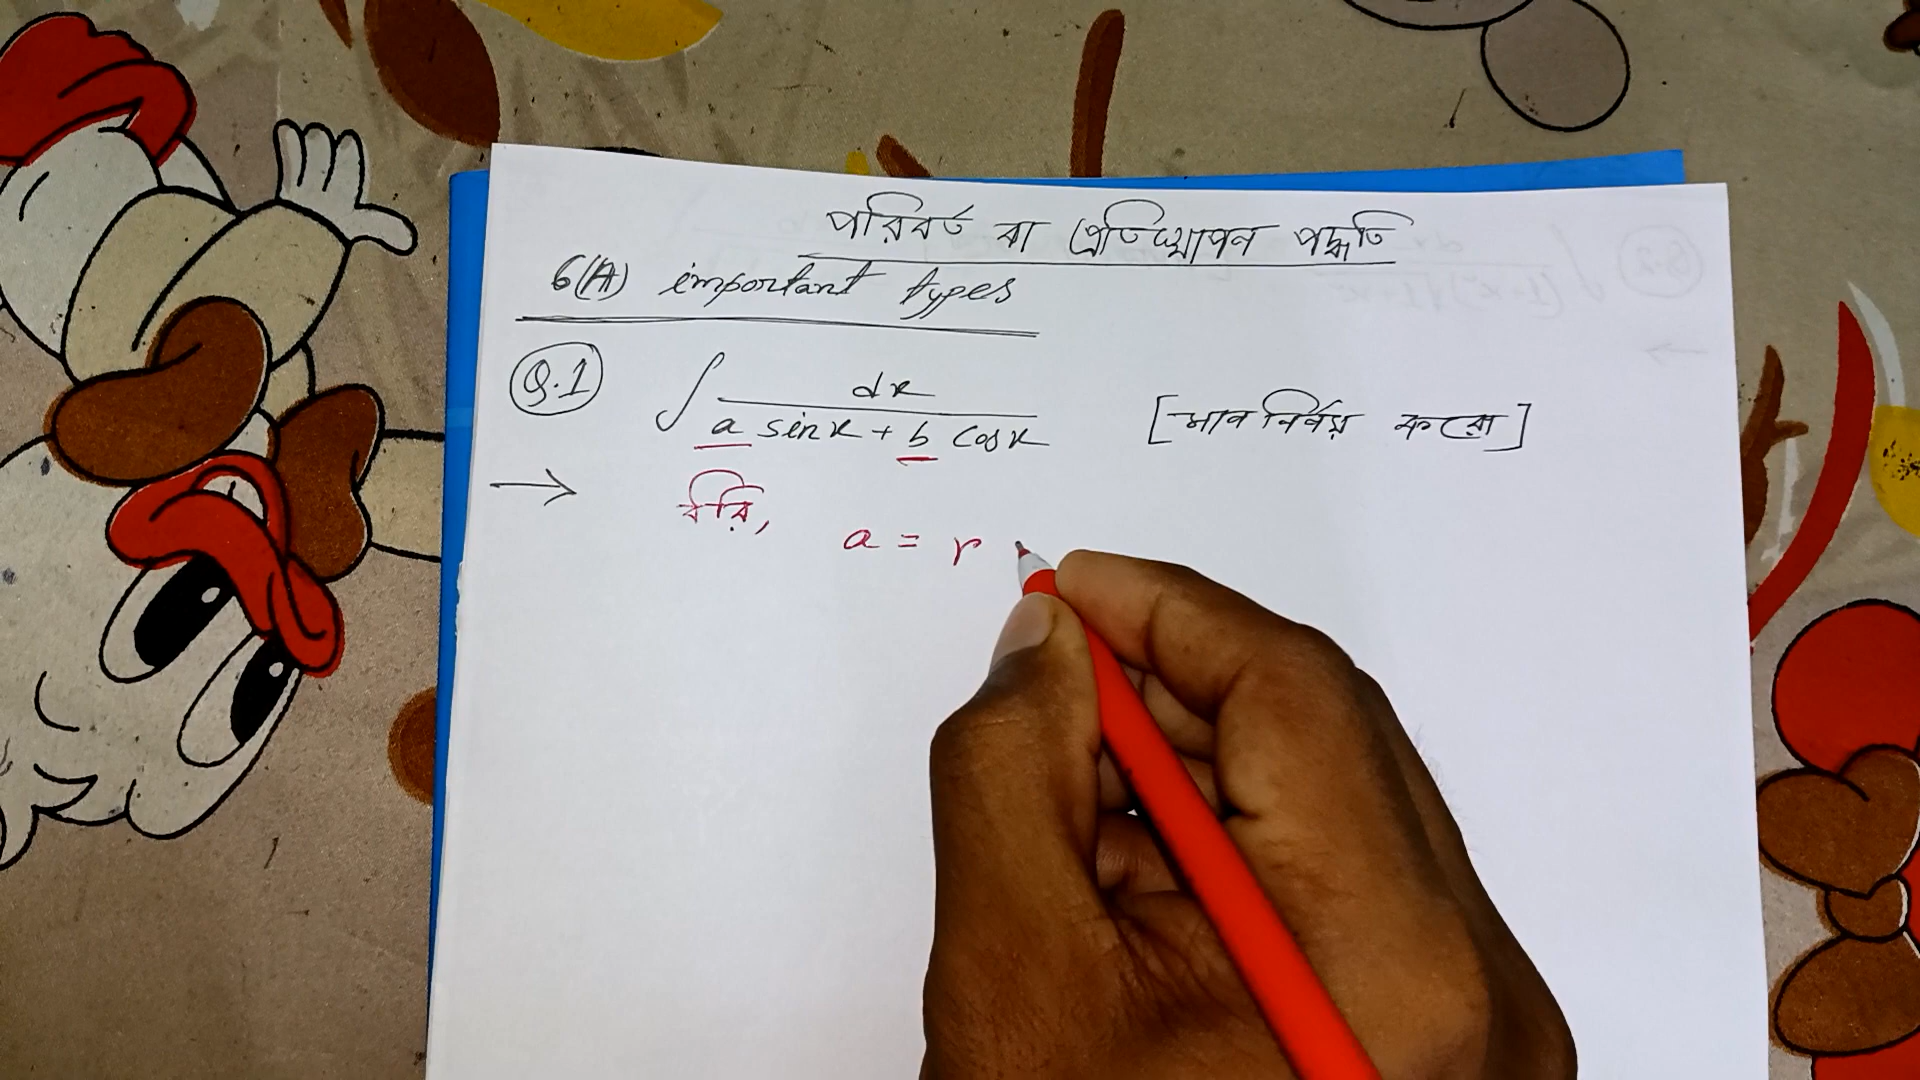 পরিবর্ত বা প্রতিস্থাপন পদ্ধতি
6(A) important types
Q.1 ∫ dx / (a sinx + b cosx) [মান নির্ণয় করো]
→ ধরি,
a = r